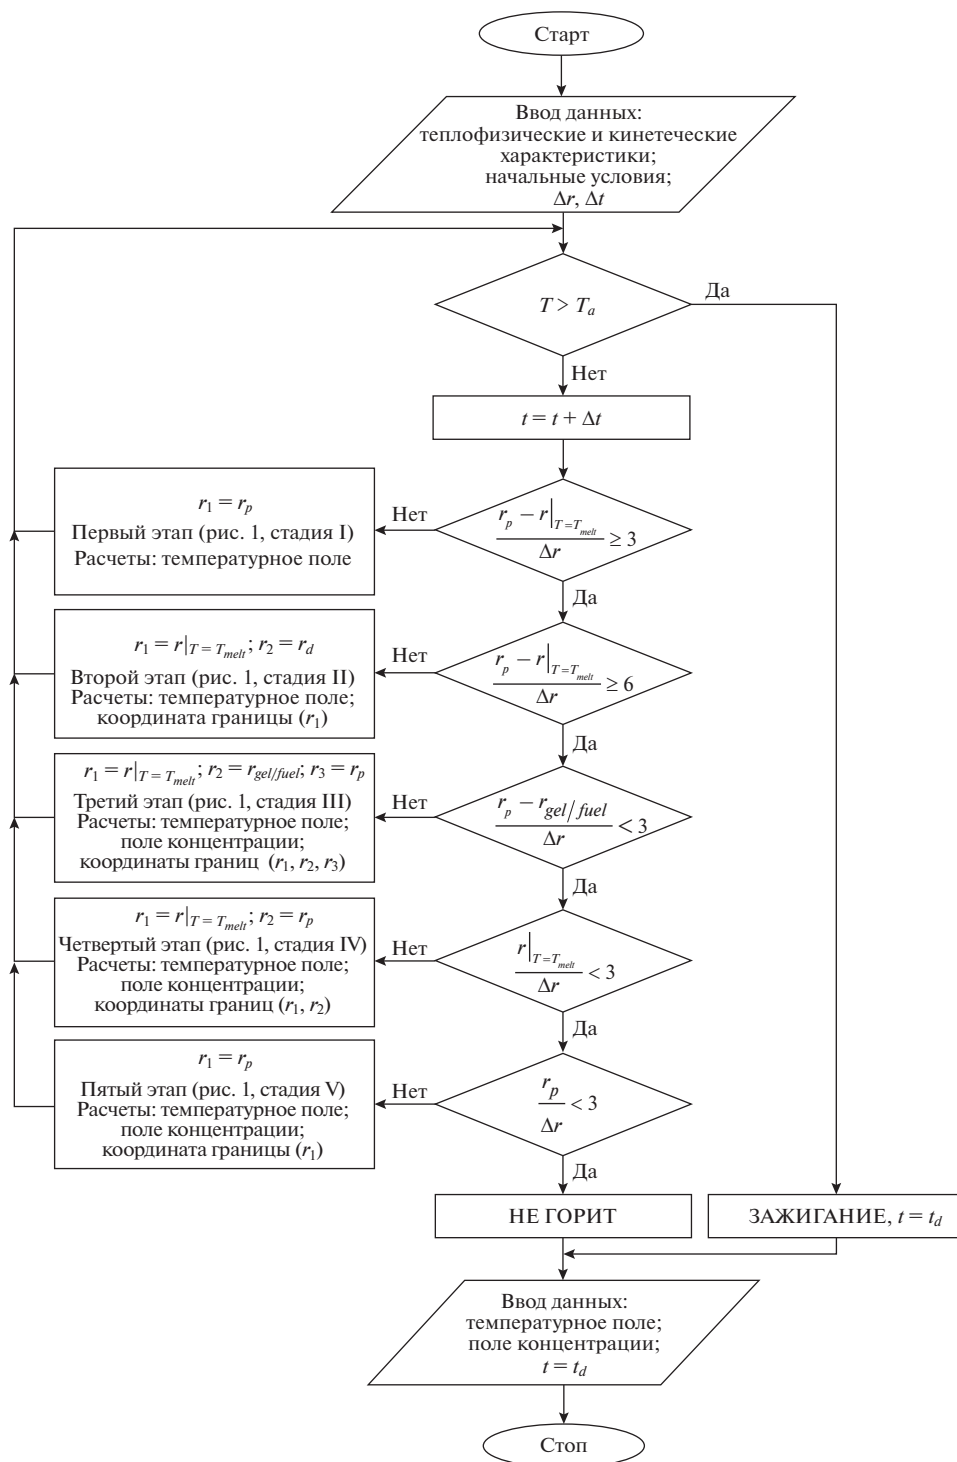 Старт
Ввод данных:
теплофизические и кинетеческие
характеристики;
начальные условия;
Δr, Δt
T > T_a
Да
Нет
t = t + Δt
r_1 = r_p
Первый этап (рис. 1, стадия I)
Расчеты: температурное поле
Нет
(r_p − r|_{T = T_melt}) / Δr ≥ 3
Да
r_1 = r|_{T = T_melt}; r_2 = r_d
Второй этап (рис. 1, стадия II)
Расчеты: температурное поле;
координата границы (r_1)
Нет
(r_p − r|_{T = T_melt}) / Δr ≥ 6
Да
r_1 = r|_{T = T_melt}; r_2 = r_{gel/fuel}; r_3 = r_p
Третий этап (рис. 1, стадия III)
Расчеты: температурное поле;
поле концентрации;
координаты границ (r_1, r_2, r_3)
Нет
(r_p − r_{gel/fuel}) / Δr < 3
Да
r_1 = r|_{T = T_melt}; r_2 = r_p
Четвертый этап (рис. 1, стадия IV)
Расчеты: температурное поле;
поле концентрации;
координаты границ (r_1, r_2)
Нет
r|_{T = T_melt} / Δr < 3
Да
r_1 = r_p
Пятый этап (рис. 1, стадия V)
Расчеты: температурное поле;
поле концентрации;
координата границы (r_1)
Нет
r_p / Δr < 3
Да
НЕ ГОРИТ
ЗАЖИГАНИЕ, t = t_d
Ввод данных:
температурное поле;
поле концентрации;
t = t_d
Стоп